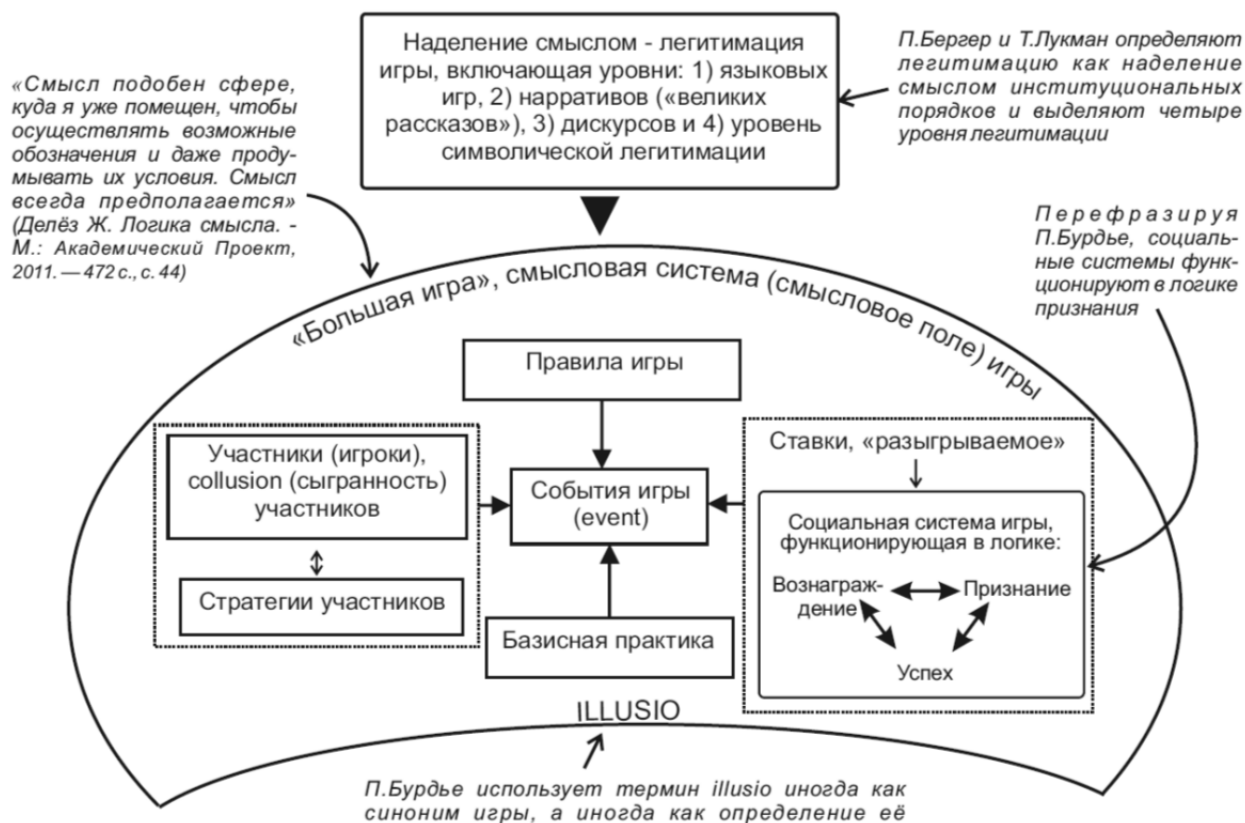 Наделение смыслом - легитимация
игры, включающая уровни: 1) языковых
игр, 2) нарративов («великих
рассказов»), 3) дискурсов и 4) уровень
символической легитимации
П.Бергер и Т.Лукман определяют
легитимацию как наделение
смыслом институциональных
порядков и выделяют четыре
уровня легитимации
«Смысл подобен сфере,
куда я уже помещен, чтобы
осуществлять возможные
обозначения и даже проду-
мывать их условия. Смысл
всегда предполагается»
(Делёз Ж. Логика смысла. -
М.: Академический Проект,
2011. — 472 с., с. 44)
Перефразируя
П.Бурдье, социаль-
ные системы функ-
ционируют в логике
признания
«Большая игра», смысловая система (смысловое поле) игры
Правила игры
Участники (игроки),
collusion (сыгранность)
участников
Стратегии участников
События игры
(event)
Базисная практика
Ставки, «разыгрываемое»
Социальная система игры,
функционирующая в логике:
Вознаграж-
дение
Признание
Успех
ILLUSIO
П.Бурдье использует термин illusio иногда как
синоним игры, а иногда как определение её